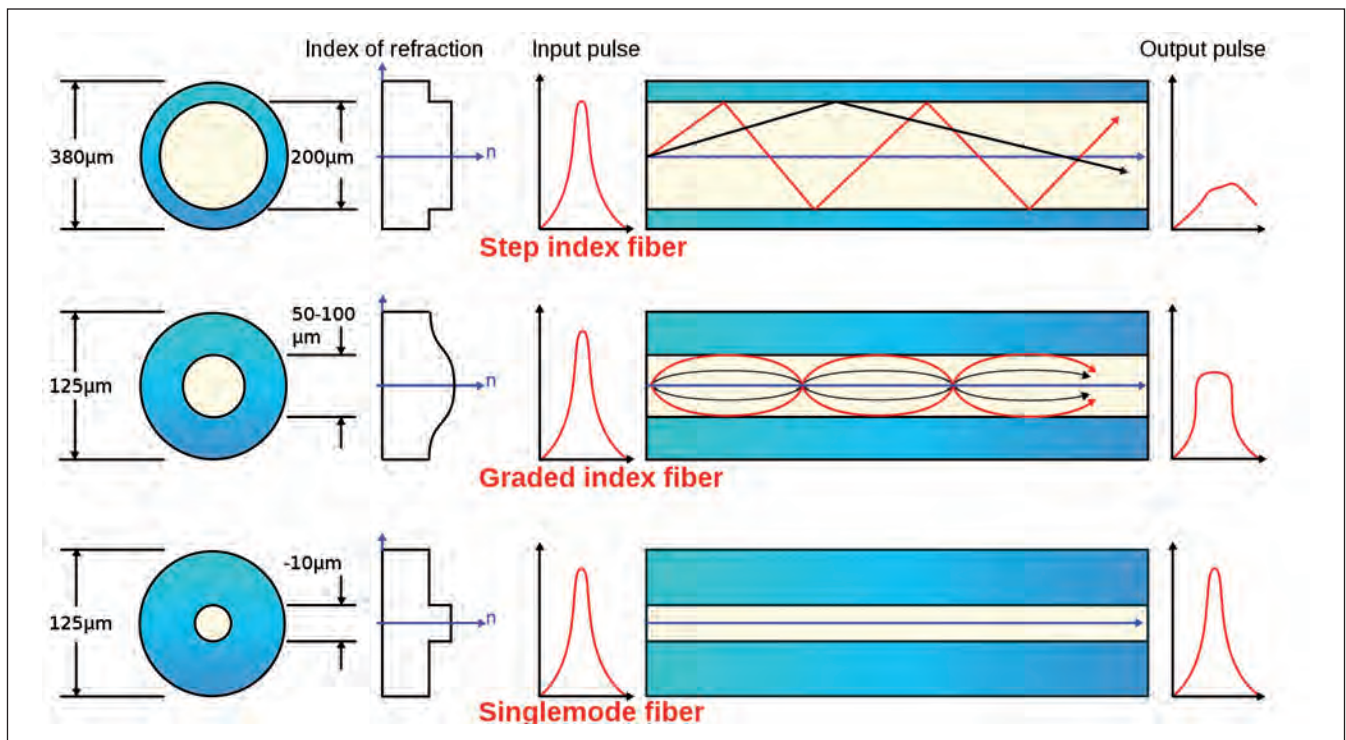 Index of refraction
Input pulse
Output pulse
380µm
200µm
n
Step index fiber
50-100
µm
125µm
n
Graded index fiber
-10µm
125µm
n
Singlemode fiber